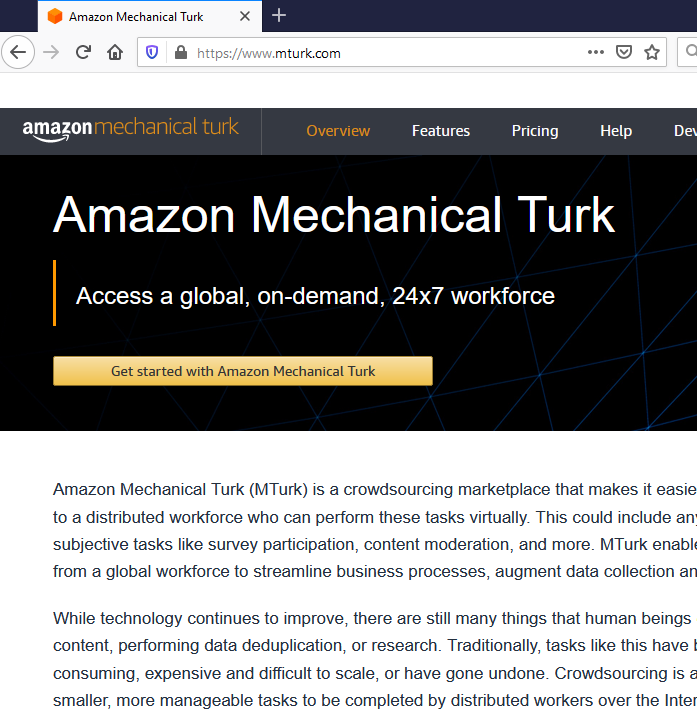 Amazon Mechanical Turk
https://www.mturk.com
amazon mechanical turk Overview Features Pricing Help Dev
Amazon Mechanical Turk
Access a global, on-demand, 24x7 workforce
Get started with Amazon Mechanical Turk
Amazon Mechanical Turk (MTurk) is a crowdsourcing marketplace that makes it easie
to a distributed workforce who can perform these tasks virtually. This could include any
subjective tasks like survey participation, content moderation, and more. MTurk enable
from a global workforce to streamline business processes, augment data collection an
While technology continues to improve, there are still many things that human beings
content, performing data deduplication, or research. Traditionally, tasks like this have b
consuming, expensive and difficult to scale, or have gone undone. Crowdsourcing is a
smaller, more manageable tasks to be completed by distributed workers over the Inter